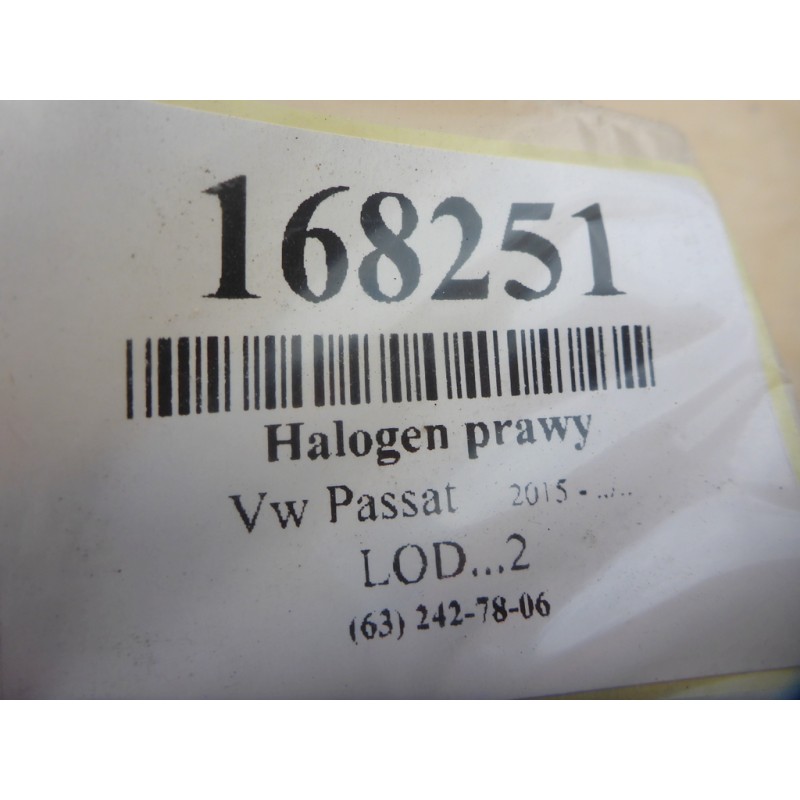 168251
Halogen prawy
Vw Passat 2015 - ../..
LOD...2
(63) 242-78-06